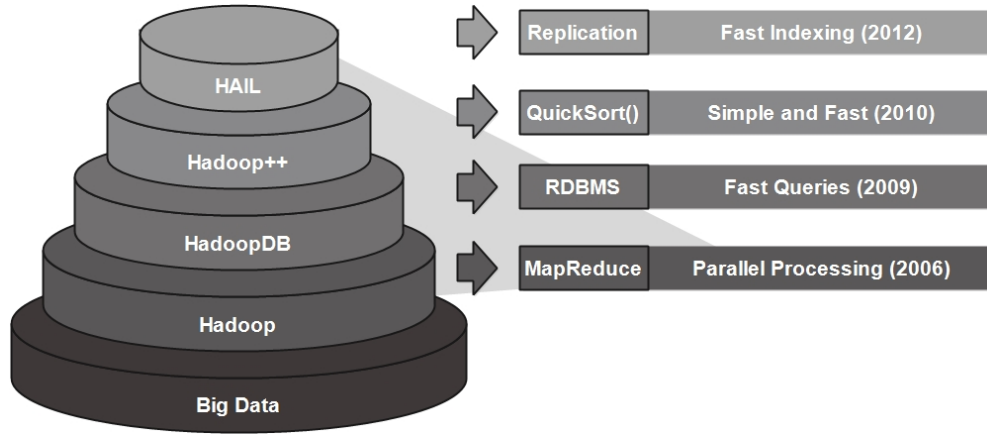 HAIL
Replication Fast Indexing (2012)
Hadoop++
QuickSort() Simple and Fast (2010)
HadoopDB
RDBMS Fast Queries (2009)
Hadoop
MapReduce Parallel Processing (2006)
Big Data